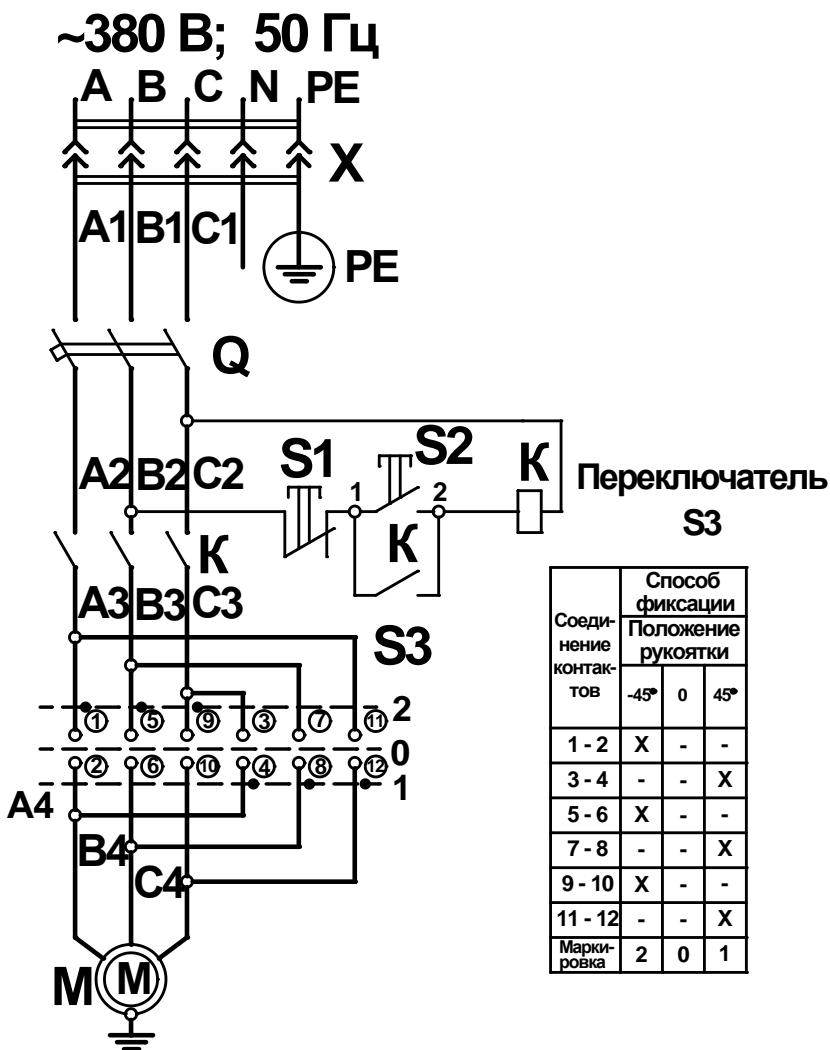 ~380 В; 50 Гц
A B C N PE
X
A1 B1 C1
PE
Q
S1 S2
A2 B2 C2 1 2 К
К К
Переключатель
S3
A3 B3 C3
S3
1 5 9 3 7 11 2
0
2 6 10 4 8 12
1
A4
B4
C4
M M
Соеди-
нение
контак-
тов
Способ
фиксации
Положение
рукоятки
-45° 0 45°
1 - 2 X - -
3 - 4 - - X
5 - 6 X - -
7 - 8 - - X
9 - 10 X - -
11 - 12 - - X
Марки-
ровка 2 0 1